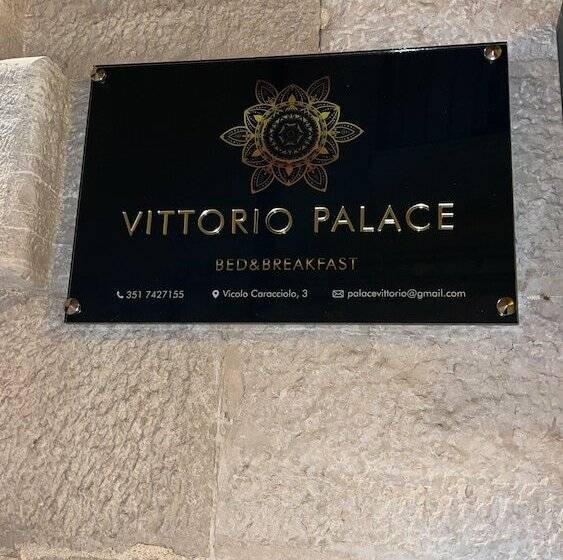 VITTORIO PALACE
BED&BREAKFAST
351 7427155 Vicolo Caracciolo, 3 palacevittorio@gmail.com